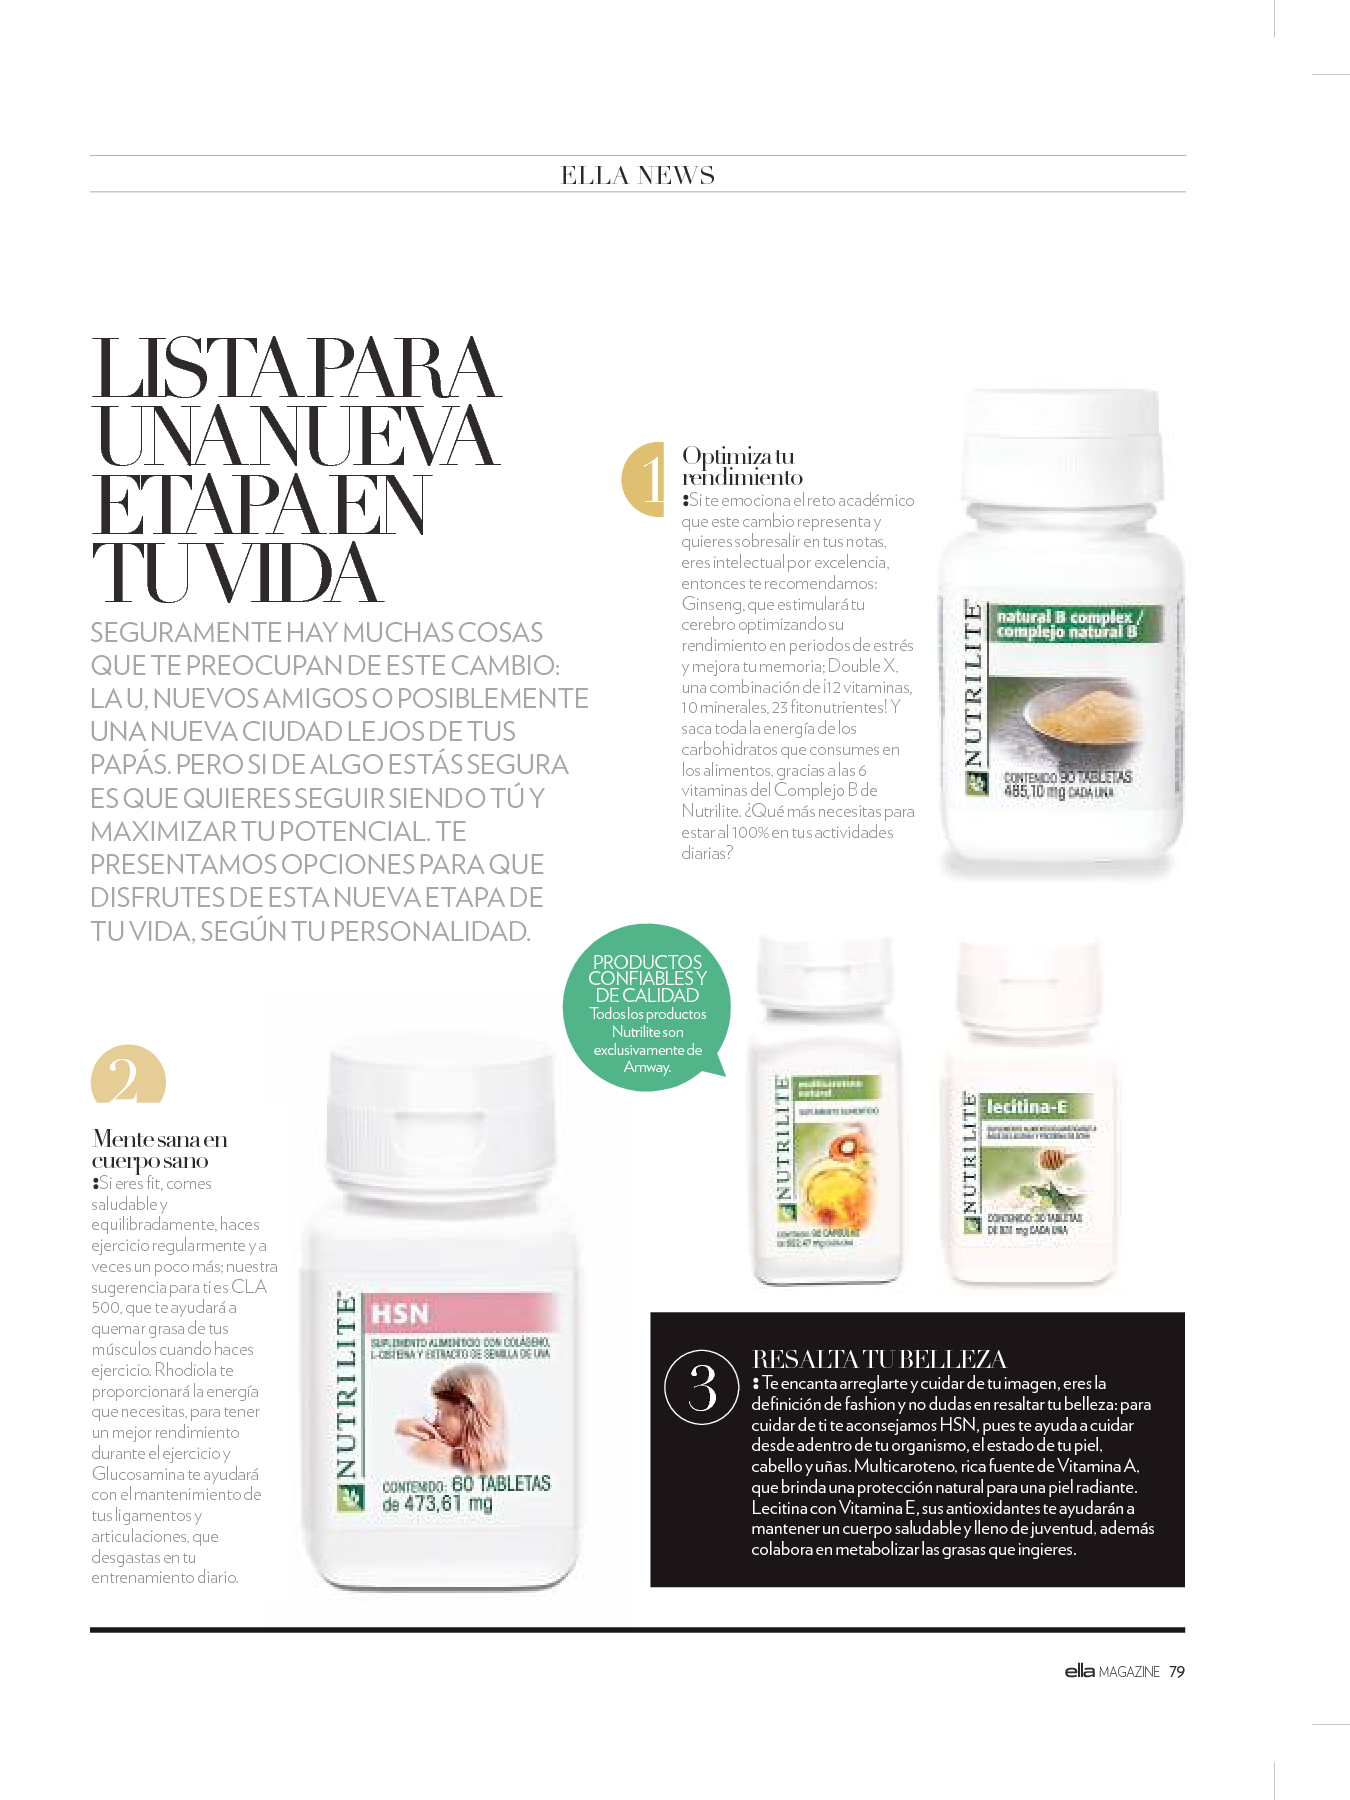 ELLA NEWS
LISTA PARA
UNA NUEVA
ETAPA EN
TU VIDA
SEGURAMENTE HAY MUCHAS COSAS
QUE TE PREOCUPAN DE ESTE CAMBIO:
LA U, NUEVOS AMIGOS O POSIBLEMENTE
UNA NUEVA CIUDAD LEJOS DE TUS
PAPÁS. PERO SI DE ALGO ESTÁS SEGURA
ES QUE QUIERES SEGUIR SIENDO TÚ Y
MAXIMIZAR TU POTENCIAL. TE
PRESENTAMOS OPCIONES PARA QUE
DISFRUTES DE ESTA NUEVA ETAPA DE
TU VIDA, SEGÚN TU PERSONALIDAD.
1
Optimiza tu
rendimiento
:Si te emociona el reto académico
que este cambio representa y
quieres sobresalir en tus notas,
eres intelectual por excelencia,
entonces te recomendamos:
Ginseng, que estimulará tu
cerebro optimizando su
rendimiento en periodos de estrés
y mejora tu memoria; Double X,
una combinación de ¡12 vitaminas,
10 minerales, 23 fitonutrientes! Y
saca toda la energía de los
carbohidratos que consumes en
los alimentos, gracias a las 6
vitaminas del Complejo B de
Nutrilite. ¿Qué más necesitas para
estar al 100% en tus actividades
diarias?
NUTRILITE
natural B complex /
complejo natural B
CONTENIDO 90 TABLETAS
485,10 mg CADA UNA
PRODUCTOS
CONFIABLES Y
DE CALIDAD
Todos los productos
Nutrilite son
exclusivamente de
Amway.
NUTRILITE
multicaroteno
natural
SUPLEMENTO ALIMENTICIO
NUTRILITE
lecitina-E
CONTENIDO: 30 TABLETAS
CADA UNA
2
Mente sana en
cuerpo sano
:Si eres fit, comes
saludable y
equilibradamente, haces
ejercicio regularmente y a
veces un poco más; nuestra
sugerencia para ti es CLA
500, que te ayudará a
quemar grasa de tus
músculos cuando haces
ejercicio. Rhodiola te
proporcionará la energía
que necesitas, para tener
un mejor rendimiento
durante el ejercicio y
Glucosamina te ayudará
con el mantenimiento de
tus ligamentos y
articulaciones, que
desgastas en tu
entrenamiento diario.
NUTRILITE
HSN
SUPLEMENTO ALIMENTICIO CON COLÁGENO,
L-CISTEINA Y EXTRACTO DE SEMILLA DE UVA
CONTENIDO: 60 TABLETAS
de 473,61 mg
3
RESALTA TU BELLEZA
: Te encanta arreglarte y cuidar de tu imagen, eres la
definición de fashion y no dudas en resaltar tu belleza: para
cuidar de ti te aconsejamos HSN, pues te ayuda a cuidar
desde adentro de tu organismo, el estado de tu piel,
cabello y uñas. Multicaroteno, rica fuente de Vitamina A,
que brinda una protección natural para una piel radiante.
Lecitina con Vitamina E, sus antioxidantes te ayudarán a
mantener un cuerpo saludable y lleno de juventud, además
colabora en metabolizar las grasas que ingieres.
ella MAGAZINE 79